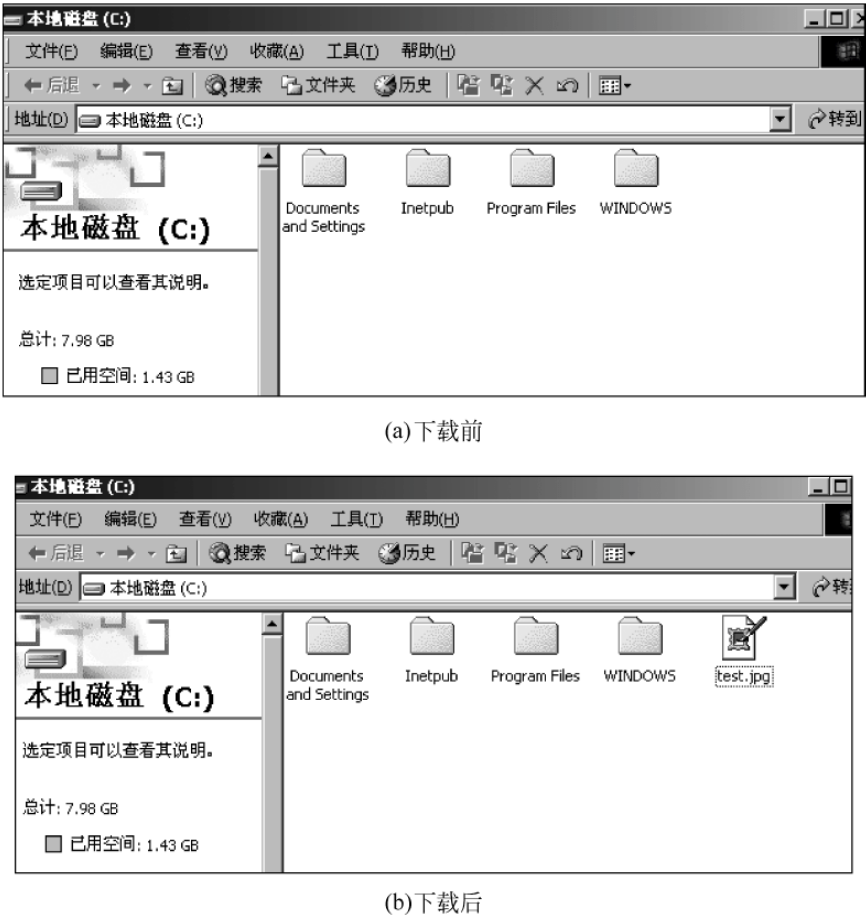 本地磁盘 (C:)
文件(F) 编辑(E) 查看(V) 收藏(A) 工具(T) 帮助(H)
后退 搜索 文件夹 历史
地址(D) 本地磁盘 (C:) 转到
本地磁盘 (C:)
选定项目可以查看其说明。
总计: 7.98 GB
已用空间: 1.43 GB
Documents
and Settings
Inetpub
Program Files
WINDOWS
(a)下载前
本地磁盘 (C:)
文件(F) 编辑(E) 查看(V) 收藏(A) 工具(T) 帮助(H)
后退 搜索 文件夹 历史
地址(D) 本地磁盘 (C:) 转
本地磁盘 (C:)
选定项目可以查看其说明。
总计: 7.98 GB
已用空间: 1.43 GB
Documents
and Settings
Inetpub
Program Files
WINDOWS
test.jpg
(b)下载后